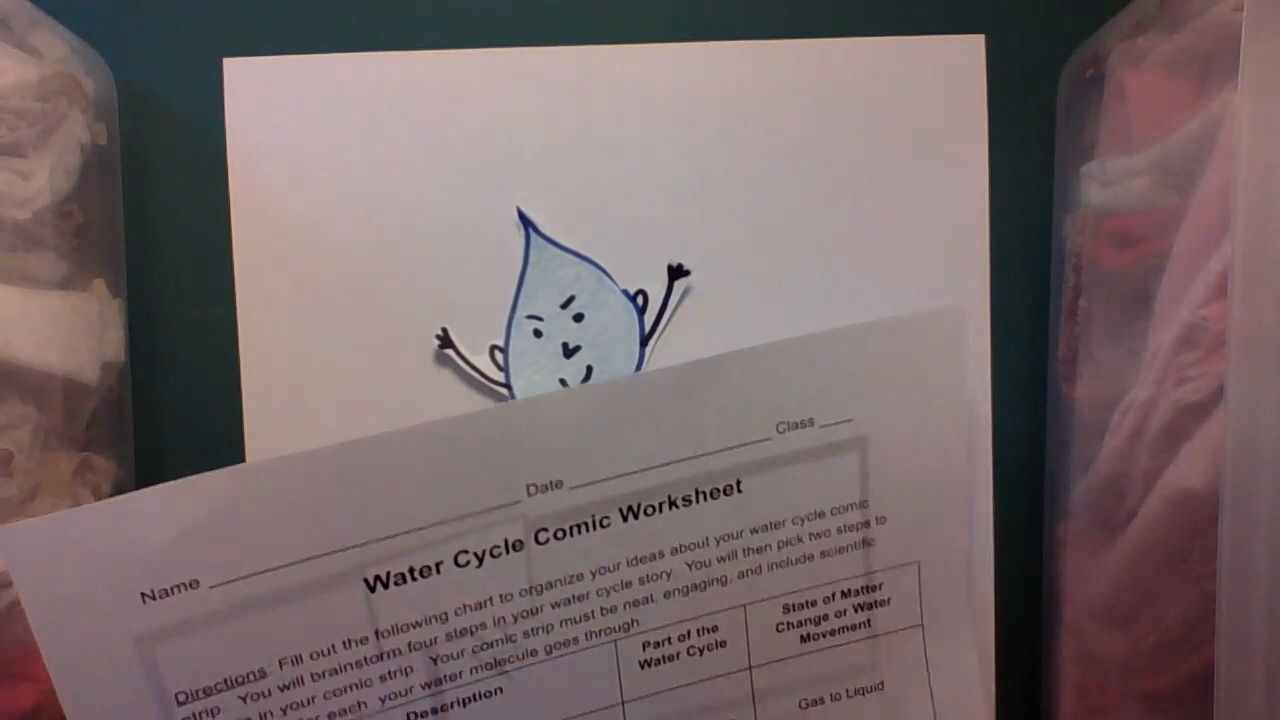 Name Date Class
Water Cycle Comic Worksheet
Directions: Fill out the following chart to organize your ideas about your water cycle comic
strip. You will brainstorm four steps in your water cycle story. You will then pick two steps to
in your comic strip. Your comic strip must be neat, engaging, and include scientific
each your water molecule goes through.
Description
Part of the
Water Cycle
State of Matter
Change or Water
Movement
Gas to Liquid